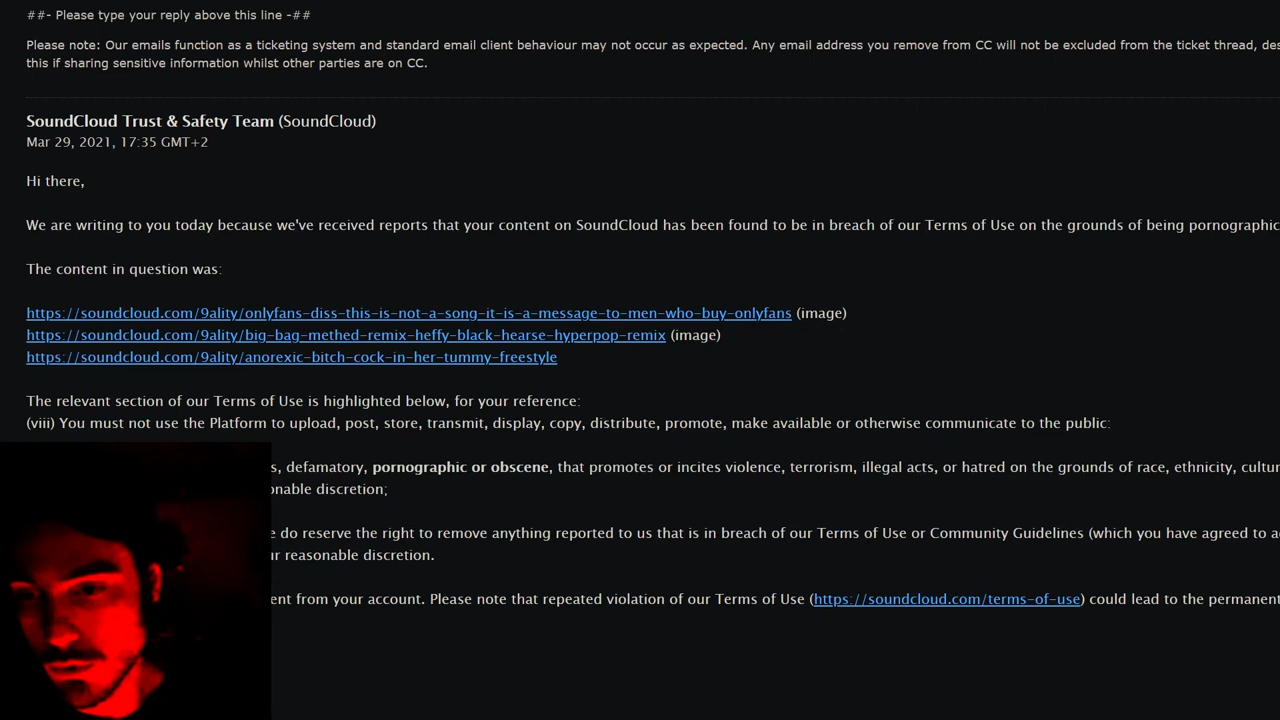 ##- Please type your reply above this line -##
Please note: Our emails function as a ticketing system and standard email client behaviour may not occur as expected. Any email address you remove from CC will not be excluded from the ticket thread,
this if sharing sensitive information whilst other parties are on CC.
SoundCloud Trust & Safety Team (SoundCloud)
Mar 29, 2021, 17:35 GMT+2
Hi there,
We are writing to you today because we've received reports that your content on SoundCloud has been found to be in breach of our Terms of Use on the grounds of being pornographic
The content in question was:
https://soundcloud.com/9ality/onlyfans-diss-this-is-not-a-song-it-is-a-message-to-men-who-buy-onlyfans (image)
https://soundcloud.com/9ality/big-bag-methed-remix-heffy-black-hearse-hyperpop-remix (image)
https://soundcloud.com/9ality/anorexic-bitch-cock-in-her-tummy-freestyle
The relevant section of our Terms of Use is highlighted below, for your reference:
(viii) You must not use the Platform to upload, post, store, transmit, display, copy, distribute, promote, make available or otherwise communicate to the public:
s, defamatory, pornographic or obscene, that promotes or incites violence, terrorism, illegal acts, or hatred on the grounds of race, ethnicity,
onable discretion;
e do reserve the right to remove anything reported to us that is in breach of our Terms of Use or Community Guidelines (which you have agreed to
ur reasonable discretion.
ent from your account. Please note that repeated violation of our Terms of Use (https://soundcloud.com/terms-of-use) could lead to the permanent